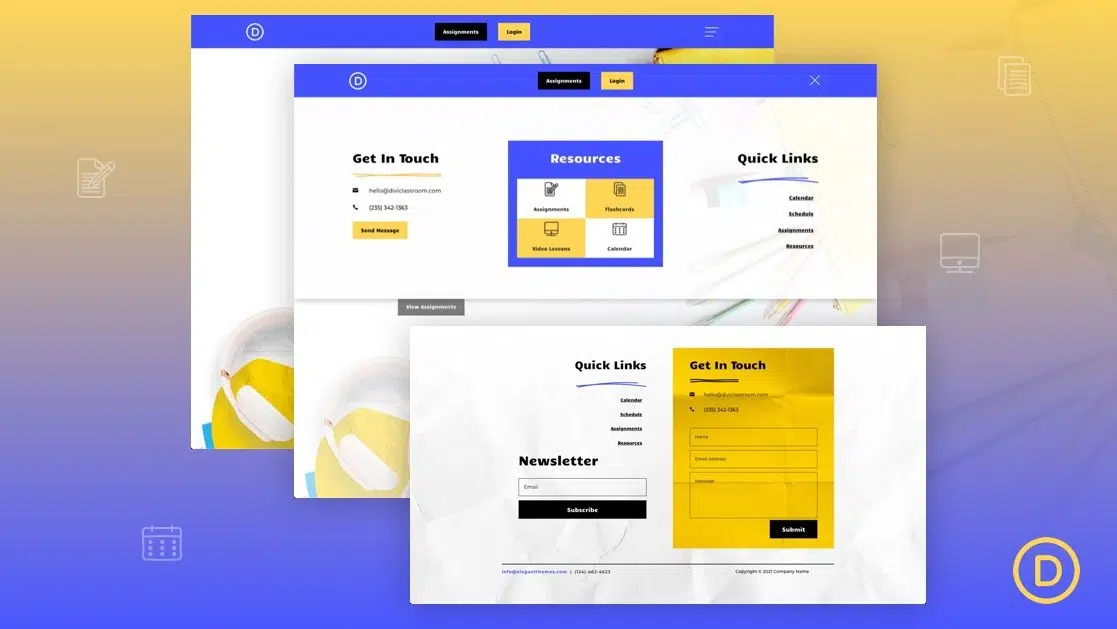 D
Assignments
Login
D
Assignments
Login
Get In Touch
hello@diviclassroom.com
(235) 342-1363
Send Message
Resources
Assignments
Flashcards
Video Lessons
Calendar
Quick Links
Calendar
Schedule
Assignments
Resources
View Assignments
Quick Links
Calendar
Schedule
Assignments
Resources
Newsletter
Email
Subscribe
Get In Touch
hello@diviclassroom.com
(235) 342-1363
Name
Email Address
Message
Submit
info@elegantthemes.com | (124)-462-4623
Copyright © 2021 Company Name
D